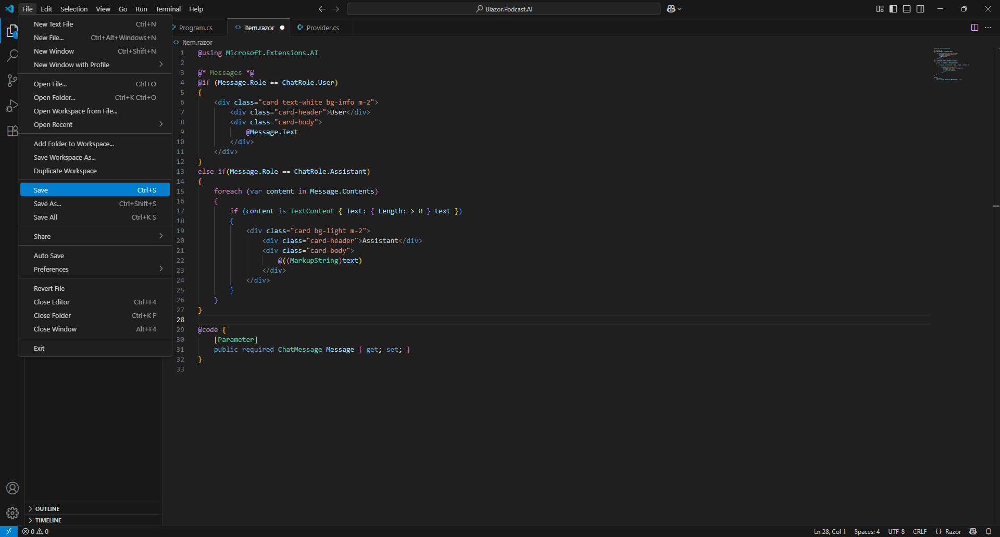 File Edit Selection View Go Run Terminal Help
Blazor.Podcast.AI
New Text File Ctrl+N
New File... Ctrl+Alt+Windows+N
New Window Ctrl+Shift+N
New Window with Profile
Open File... Ctrl+O
Open Folder... Ctrl+K Ctrl+O
Open Workspace from File...
Open Recent
Add Folder to Workspace...
Save Workspace As...
Duplicate Workspace
Save Ctrl+S
Save As... Ctrl+Shift+S
Save All Ctrl+K S
Share
Auto Save
Preferences
Revert File
Close Editor Ctrl+F4
Close Folder Ctrl+K F
Close Window Alt+F4
Exit
1
Program.cs Item.razor Provider.cs
Item.razor
1 @using Microsoft.Extensions.AI
2
3 @* Messages *@
4 @if (Message.Role == ChatRole.User)
5 {
6 <div class="card text-white bg-info m-2">
7 <div class="card-header">User</div>
8 <div class="card-body">
9 @Message.Text
10 </div>
11 </div>
12 }
13 else if(Message.Role == ChatRole.Assistant)
14 {
15 foreach (var content in Message.Contents)
16 {
17 if (content is TextContent { Text: { Length: > 0 } text })
18 {
19 <div class="card bg-light m-2">
20 <div class="card-header">Assistant</div>
21 <div class="card-body">
22 @((MarkupString)text)
23 </div>
24 </div>
25 }
26 }
27 }
28
29 @code {
30 [Parameter]
31 public required ChatMessage Message { get; set; }
32 }
33
OUTLINE
TIMELINE
0 0
Ln 28, Col 1 Spaces: 4 UTF-8 CRLF {} Razor